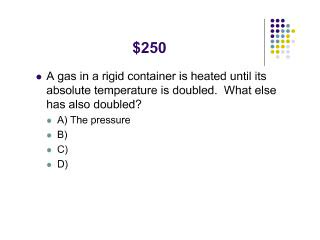 $250
A gas in a rigid container is heated until its
absolute temperature is doubled. What else
has also doubled?
A) The pressure
B)
C)
D)